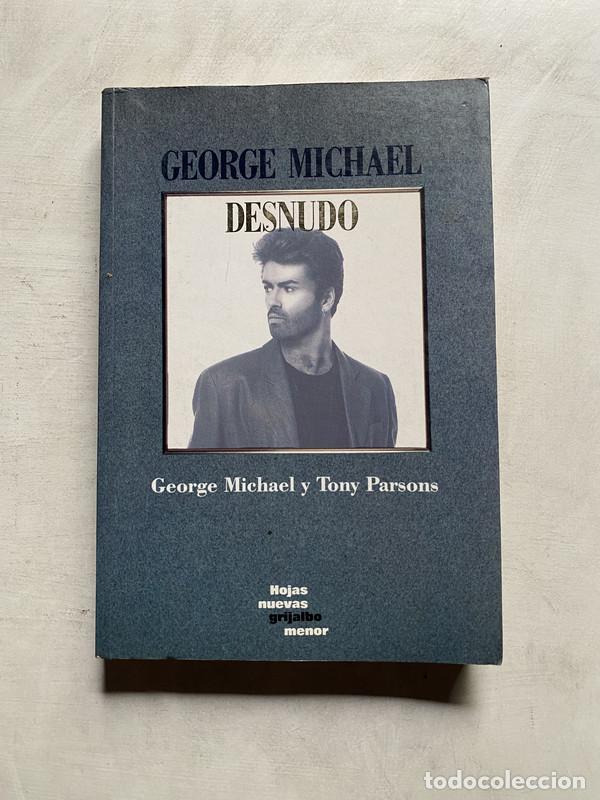 GEORGE MICHAEL
DESNUDO
George Michael y Tony Parsons
Hojas
nuevas
grijalbo
menor
todocoleccion